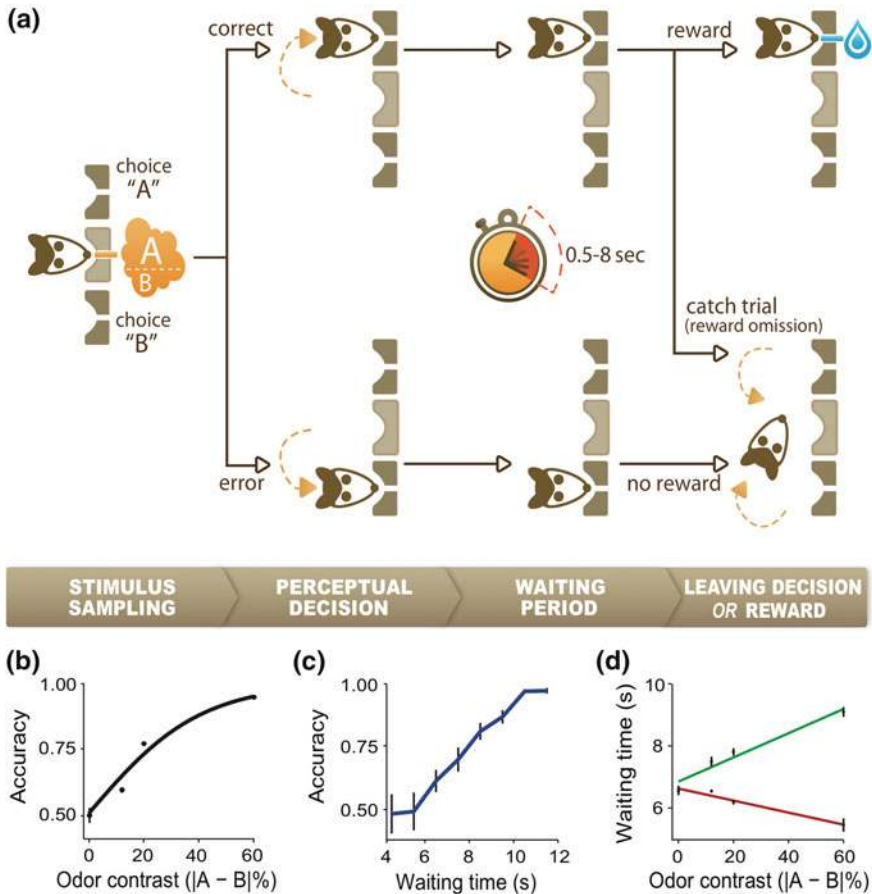 (a)
correct
reward
choice
"A"
A
B
choice
"B"
0.5-8 sec
catch trial
(reward omission)
error
no reward
STIMULUS
SAMPLING
PERCEPTUAL
DECISION
WAITING
PERIOD
LEAVING DECISION
OR REWARD
(b)
1.00
0.75
0.50
Accuracy
0
20
40
60
Odor contrast (|A − B|%)
(c)
1.00
0.75
0.50
Accuracy
4
6
8
10
12
Waiting time (s)
(d)
10
8
6
Waiting time (s)
0
20
40
60
Odor contrast (|A − B|%)